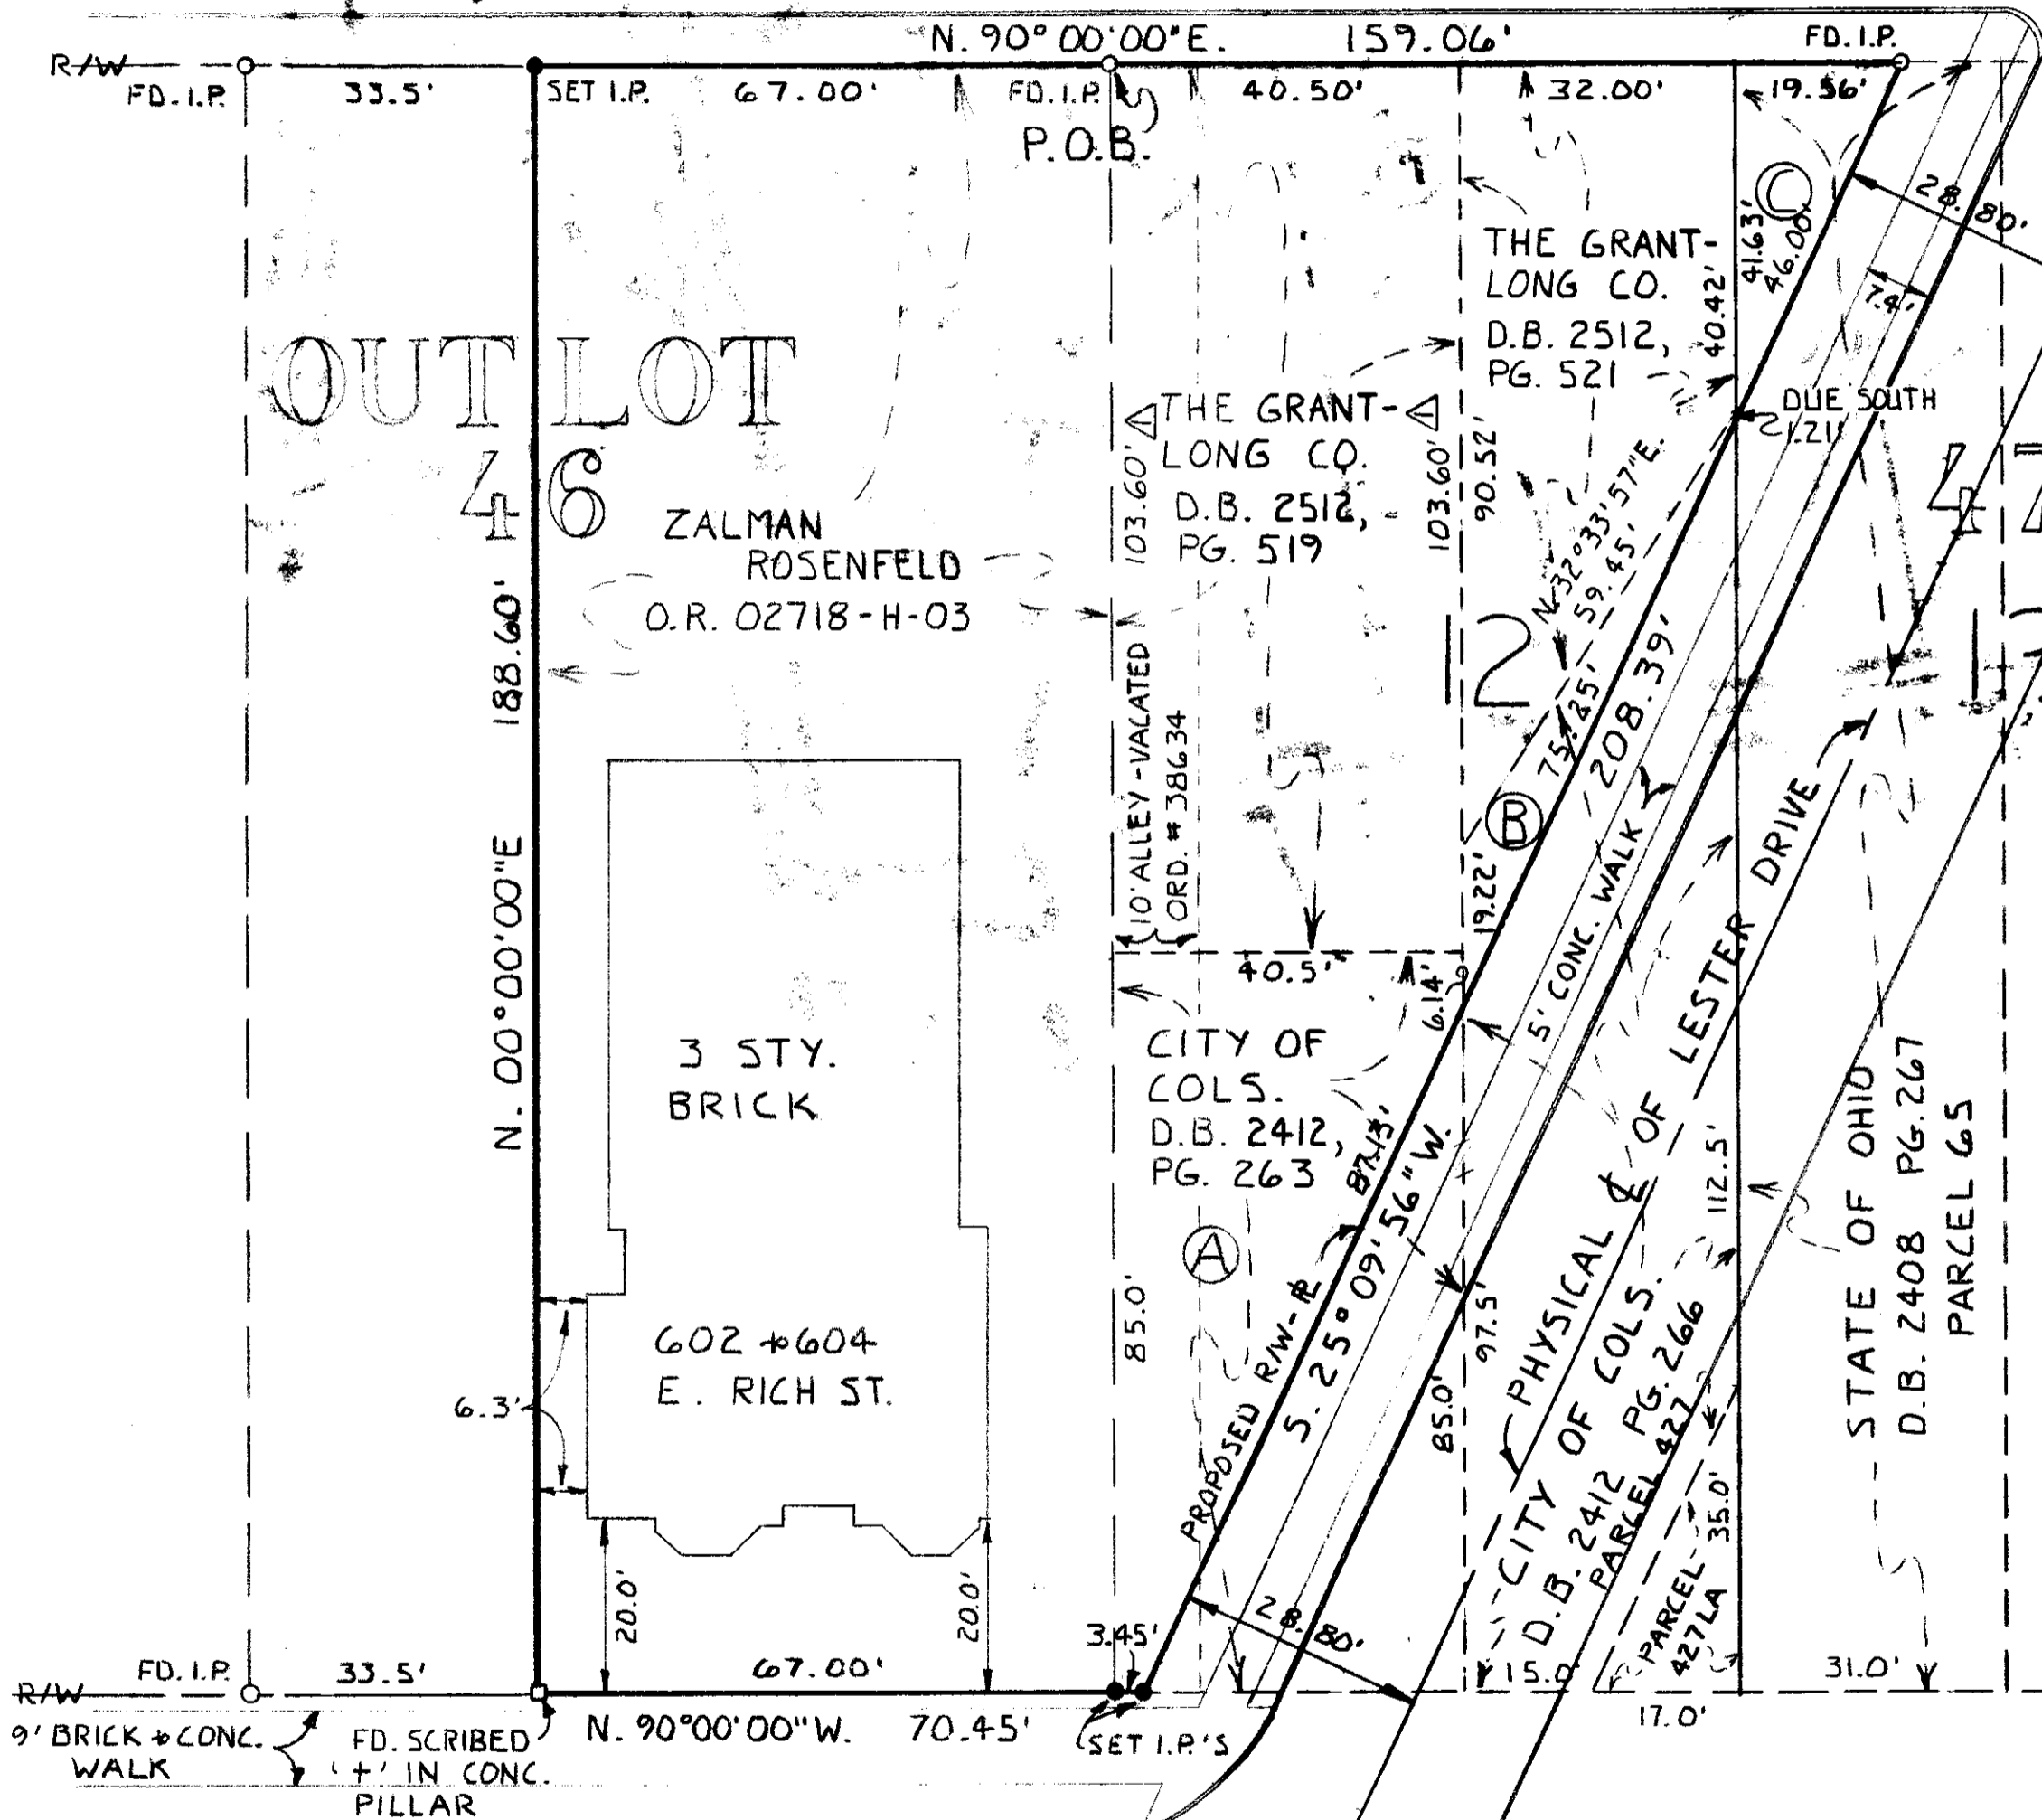 N. 90° 00' 00" E. 159.06'
R/W
FD. I.P.
33.5'
SET I.P.
67.00'
FD. I.P.
P.O.B.
40.50'
32.00'
19.56'
FD. I.P.
OUT LOT
46
ZALMAN
ROSENFELD
O.R. 02718-H-03
188.60'
N. 00°00'00"E
103.60'
THE GRANT-
LONG CO.
D.B. 2512,
PG. 519
103.60'
90.52'
THE GRANT-
LONG CO.
D.B. 2512,
PG. 521
40.42'
41.63'
46.00'
C
28.80'
7.4'
DUE SOUTH
1.21'
47
12
N. 32°33'57"E.
59.45'
75.25'
208.39'
B
19.22'
10' ALLEY-VACATED
ORD. # 38634
40.5'
6.14'
5' CONC. WALK
CITY OF
COLS.
D.B. 2412,
PG. 263
A
85.0'
87.13'
S. 25° 09' 56" W.
PROPOSED R/W-PL
3 STY.
BRICK
602 & 604
E. RICH ST.
6.3'
20.0'
20.0'
97.5'
85.0'
PHYSICAL ℄ OF LESTER DRIVE
CITY OF COLS.
D.B. 2412 PG. 266
PARCEL 427
112.5'
35.0'
PARCEL
427LA
STATE OF OHIO
D.B. 2408 PG. 267
PARCEL 65
28.80'
3.45'
15.0'
17.0'
31.0'
R/W
FD. I.P.
33.5'
67.00'
N. 90°00'00"W. 70.45'
SET I.P.'S
9' BRICK & CONC.
WALK
FD. SCRIBED
'+' IN CONC.
PILLAR